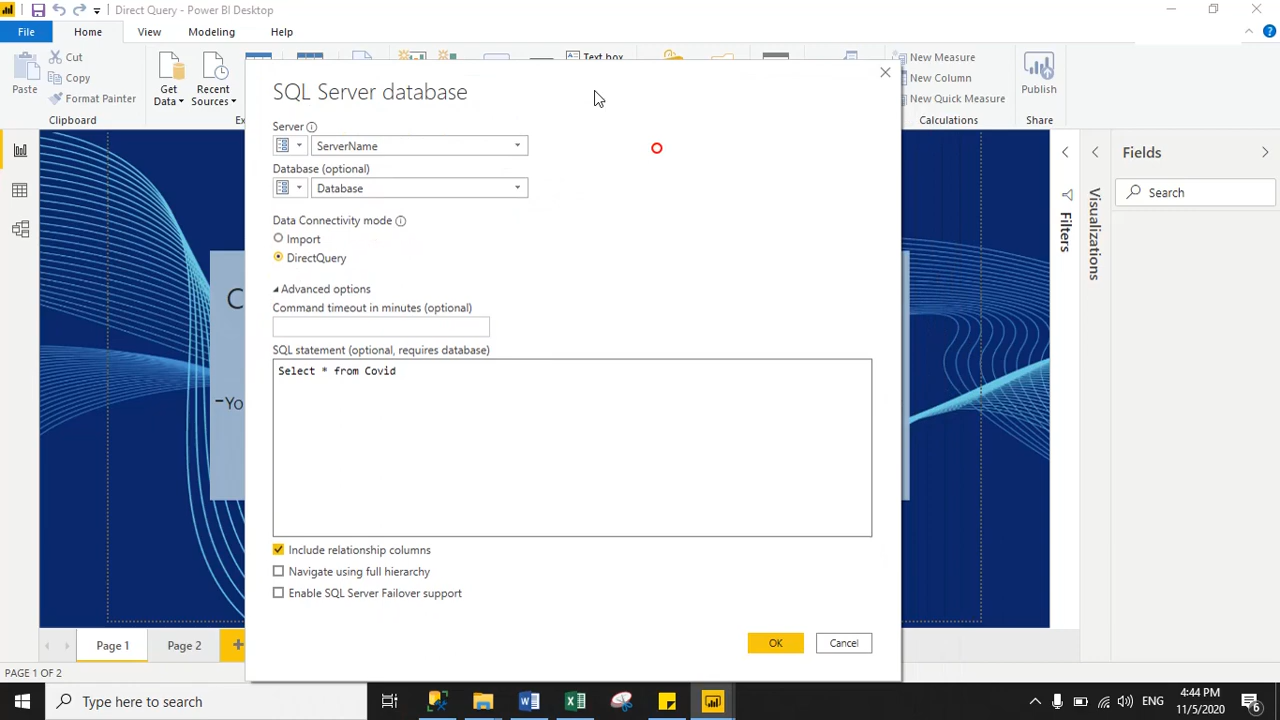 Direct Query - Power BI Desktop
File
Home
View
Modeling
Help
Paste
Cut
Copy
Format Painter
Clipboard
Get
Data
Recent
Sources
Ex
Text box
New Measure
New Column
New Quick Measure
Calculations
Publish
Share
SQL Server database
Server
ServerName
Database (optional)
Database
Data Connectivity mode
Import
DirectQuery
Advanced options
Command timeout in minutes (optional)
SQL statement (optional, requires database)
Select * from Covid
Include relationship columns
Navigate using full hierarchy
Enable SQL Server Failover support
OK
Cancel
C
-Yo
Filters
Visualizations
Fields
Search
Page 1
Page 2
PAGE 1 OF 2
Type here to search
ENG
4:44 PM
11/5/2020
6